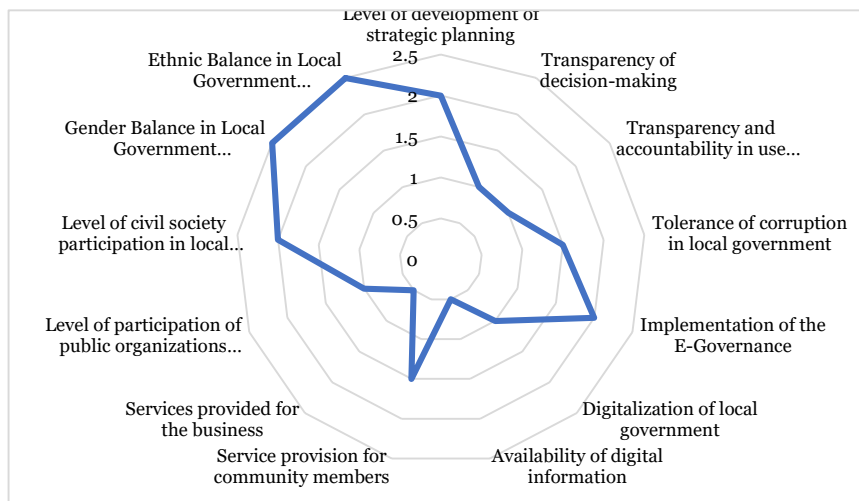 Level of development of
strategic planning
Transparency of
decision-making
Transparency and
accountability in use...
Tolerance of corruption
in local government
Implementation of the
E-Governance
Digitalization of local
government
Availability of digital
information
Service provision for
community members
Services provided for
the business
Level of participation of
public organizations...
Level of civil society
participation in local...
Gender Balance in Local
Government...
Ethnic Balance in Local
Government...
2.5
2
1.5
1
0.5
0